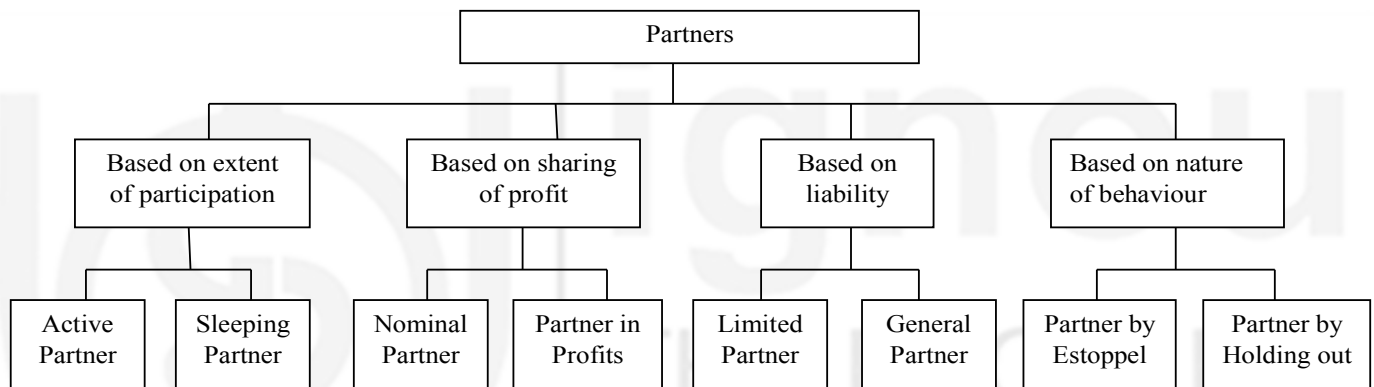 Partners
Based on extent
of participation
Based on sharing
of profit
Based on
liability
Based on nature
of behaviour
Active
Partner
Sleeping
Partner
Nominal
Partner
Partner in
Profits
Limited
Partner
General
Partner
Partner by
Estoppel
Partner by
Holding out
ignou